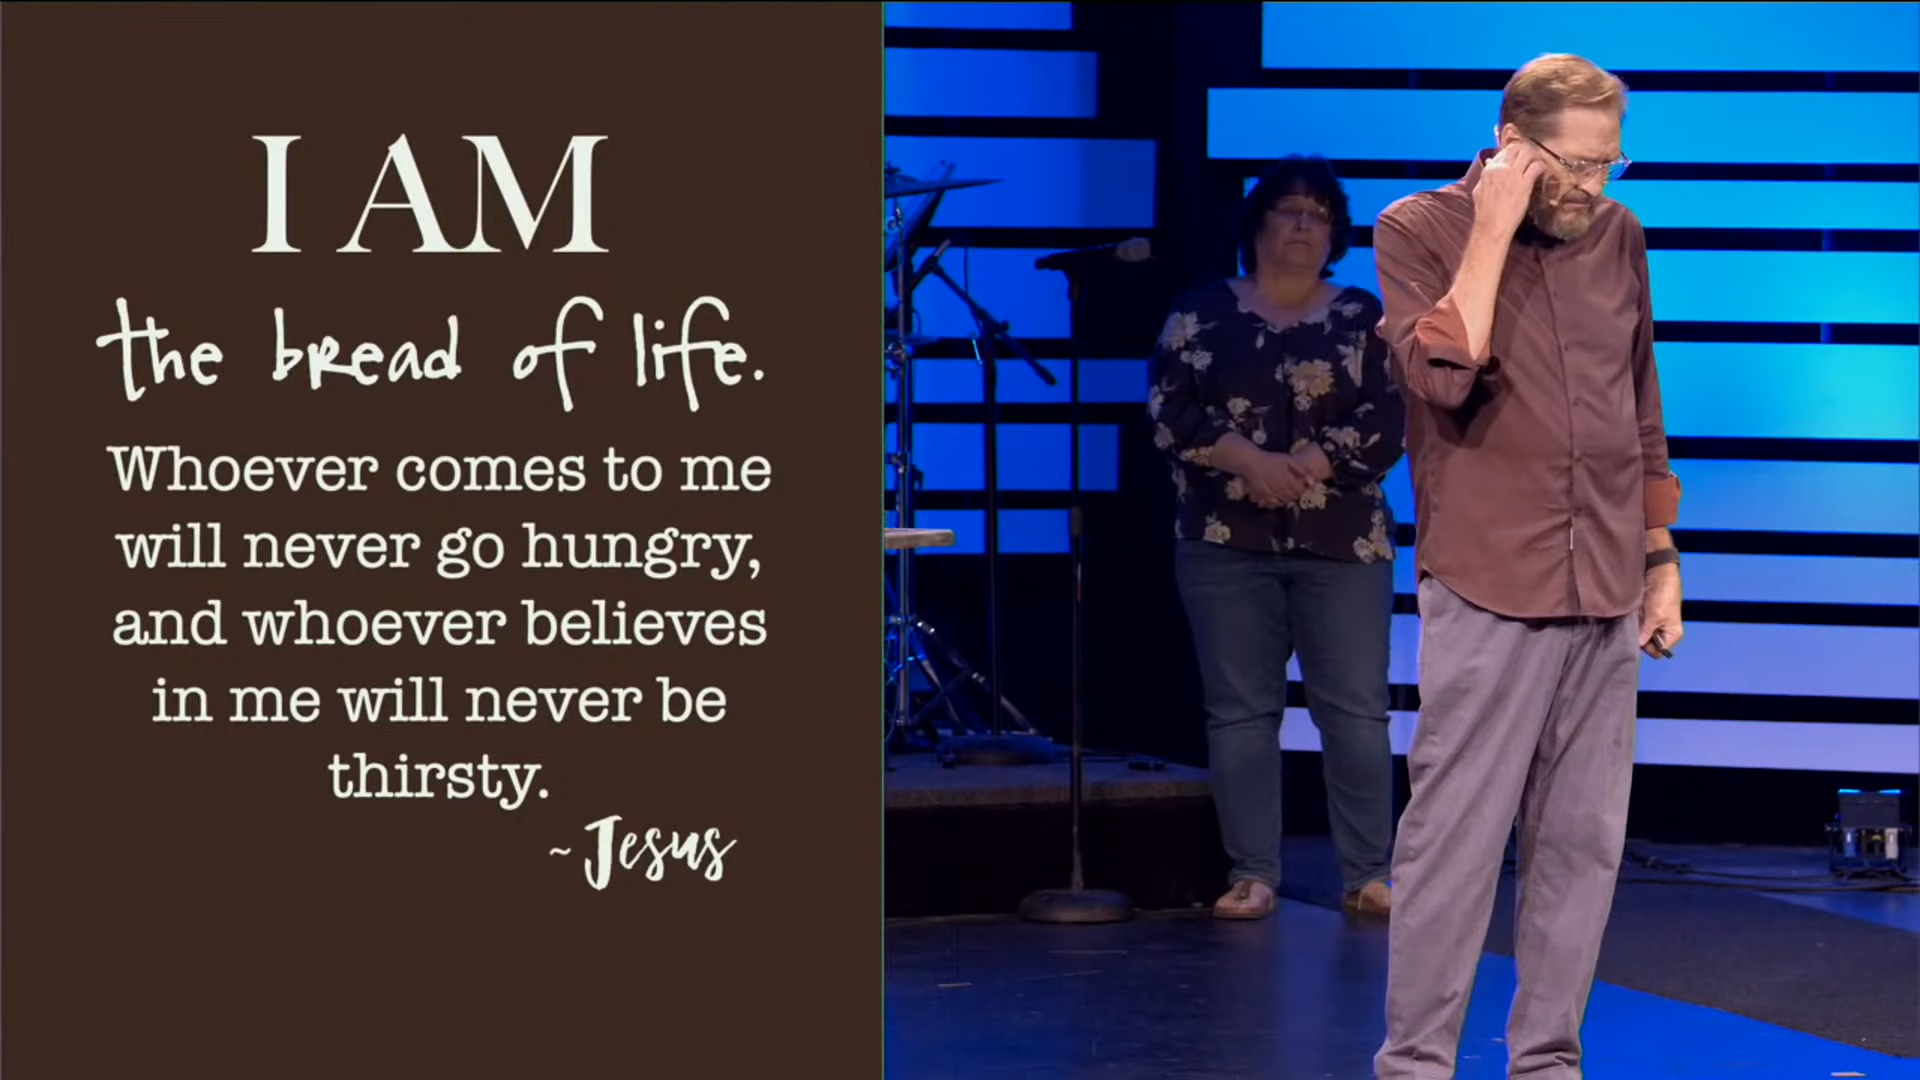 I AM
the bread of life.
Whoever comes to me
will never go hungry,
and whoever believes
in me will never be
thirsty.
~Jesus